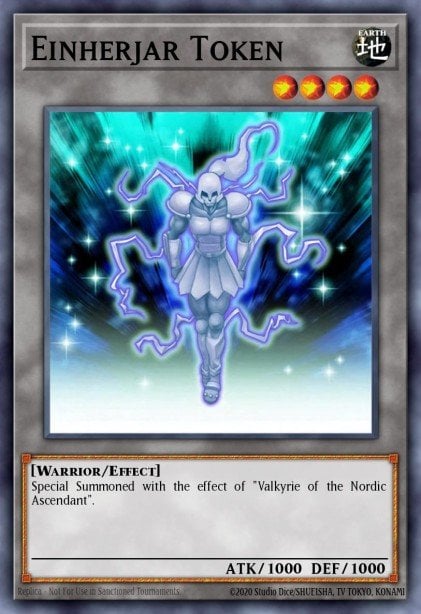 Einherjar Token
EARTH
地
[Warrior/Effect]
Special Summoned with the effect of "Valkyrie of the Nordic
Ascendant".
ATK/1000 DEF/1000
Replica - Not For Use in Sanctioned Tournaments.
©2020 Studio Dice/SHUEISHA, TV TOKYO, KONAMI